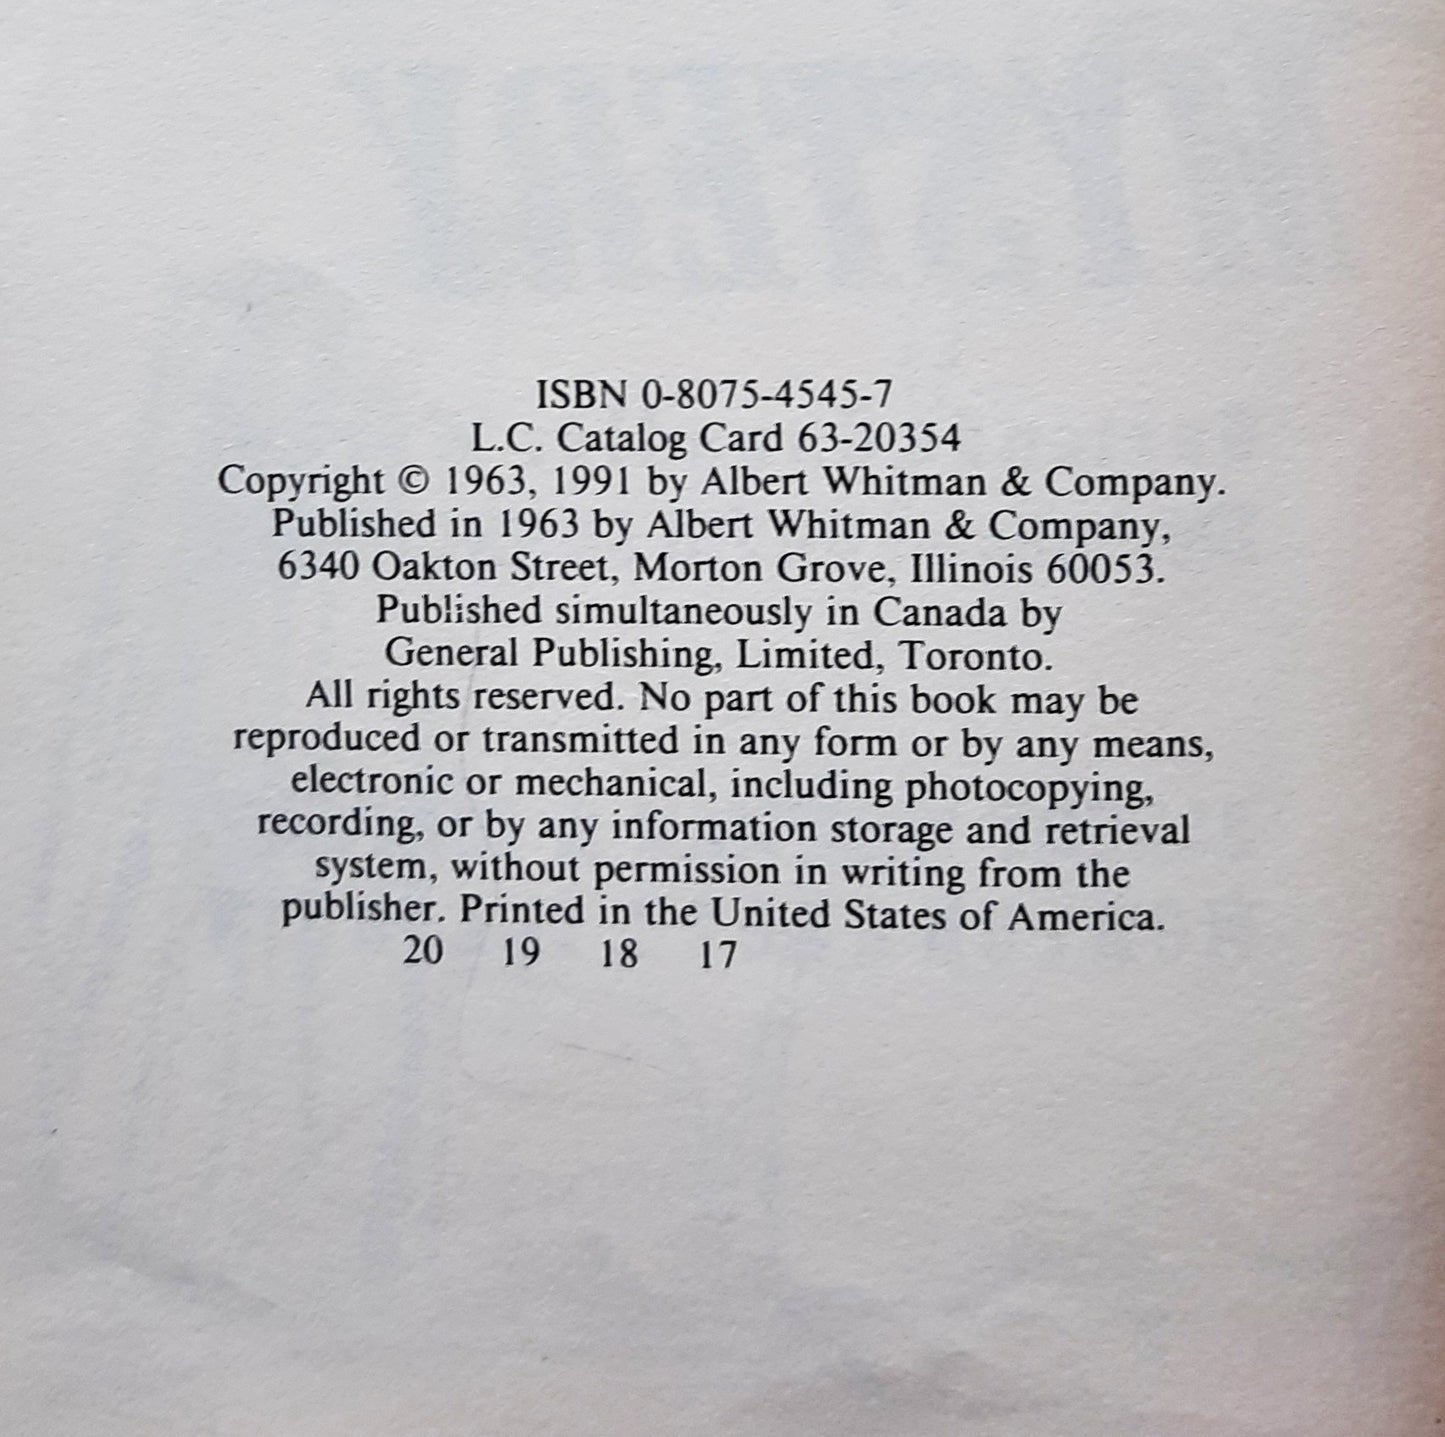 ISBN 0-8075-4545-7
L.C. Catalog Card 63-20354
Copyright © 1963, 1991 by Albert Whitman & Company.
Published in 1963 by Albert Whitman & Company,
6340 Oakton Street, Morton Grove, Illinois 60053.
Published simultaneously in Canada by
General Publishing, Limited, Toronto.
All rights reserved. No part of this book may be
reproduced or transmitted in any form or by any means,
electronic or mechanical, including photocopying,
recording, or by any information storage and retrieval
system, without permission in writing from the
publisher. Printed in the United States of America.
20 19 18 17